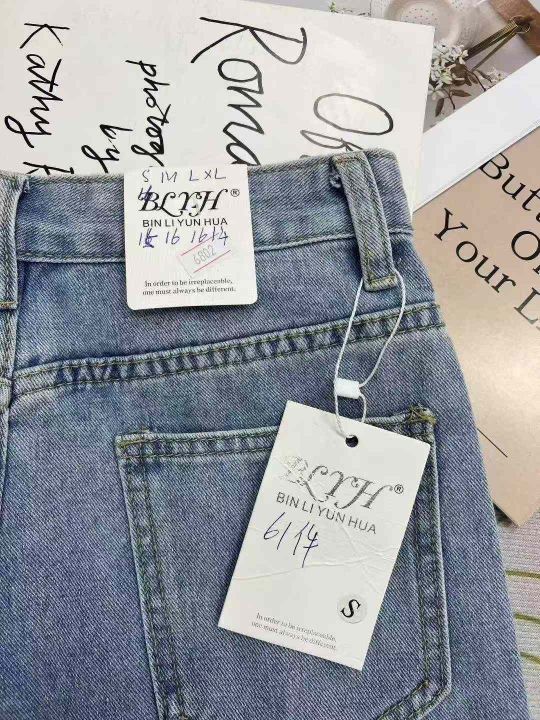 Kathy
photog
by
Roma
Of
Butt
O
Your L
S M L XL
BLYH®
BIN LI YUN HUA
16 16 17
6802
In order to be irreplaceable,
one must always be different.
BLYH®
BIN LI YUN HUA
6114
S
In order to be irreplaceable,
one must always be different.